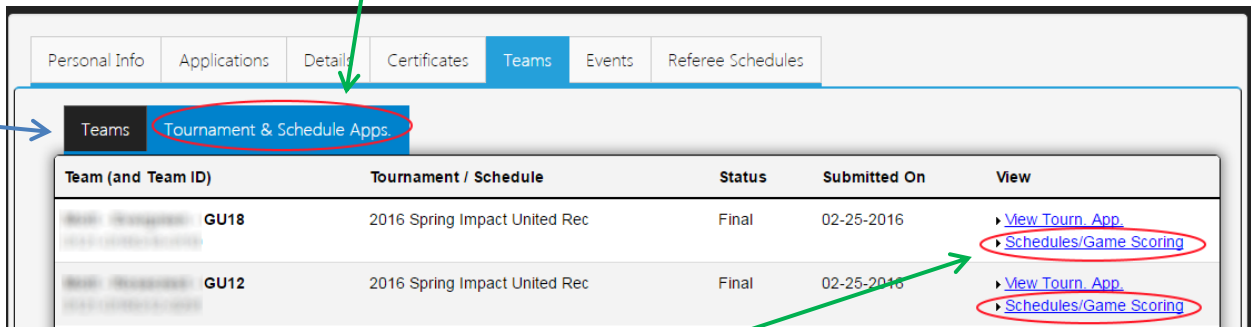 Personal Info Applications Details Certificates Teams Events Referee Schedules
Teams Tournament & Schedule Apps.
Team (and Team ID) Tournament / Schedule Status Submitted On View
GU18 2016 Spring Impact United Rec Final 02-25-2016 View Tourn. App.
Schedules/Game Scoring
GU12 2016 Spring Impact United Rec Final 02-25-2016 View Tourn. App.
Schedules/Game Scoring